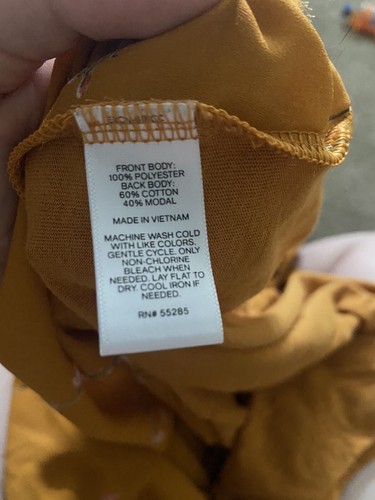 FRONT BODY:
100% POLYESTER
BACK BODY:
60% COTTON
40% MODAL
MADE IN VIETNAM
MACHINE WASH COLD
WITH LIKE COLORS.
GENTLE CYCLE. ONLY
NON-CHLORINE
BLEACH WHEN
NEEDED. LAY FLAT TO
DRY. COOL IRON IF
NEEDED.
RN# 55285